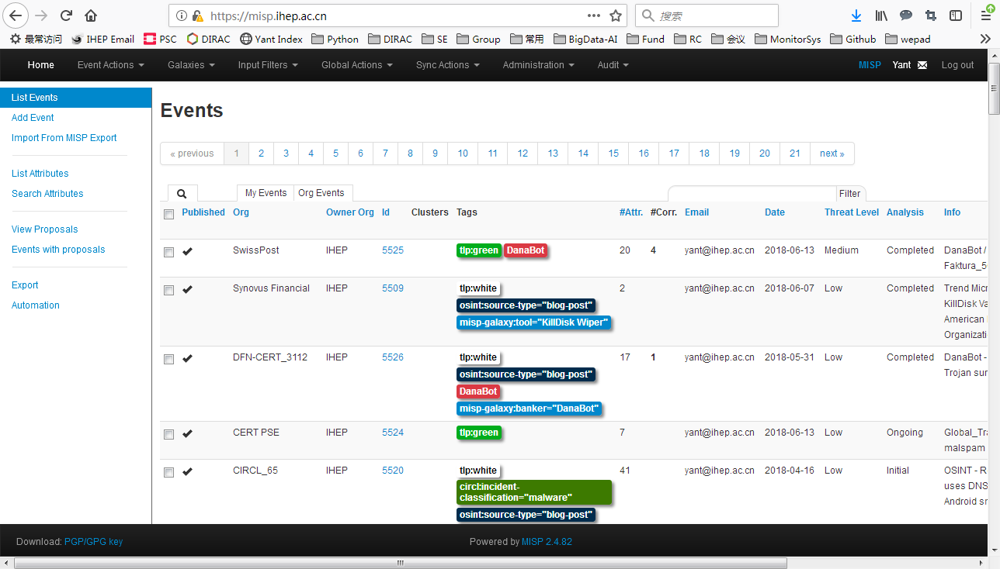 https://misp.ihep.ac.cn
搜索
最常访问 IHEP Email PSC DIRAC Yant Index Python DIRAC SE Group 常用 BigData-AI Fund RC 会议 MonitorSys Github wepad
Home Event Actions Galaxies Input Filters Global Actions Sync Actions Administration Audit MISP Yant Log out
List Events
Add Event
Import From MISP Export
List Attributes
Search Attributes
View Proposals
Events with proposals
Export
Automation
Events
« previous 1 2 3 4 5 6 7 8 9 10 11 12 13 14 15 16 17 18 19 20 21 next »
My Events Org Events Filter
Published Org Owner Org Id Clusters Tags #Attr. #Corr. Email Date Threat Level Analysis Info
SwissPost IHEP 5525 tlp:green DanaBot 20 4 yant@ihep.ac.cn 2018-06-13 Medium Completed DanaBot /
Faktura_5
Synovus Financial IHEP 5509 tlp:white 2 yant@ihep.ac.cn 2018-06-07 Low Completed Trend Micr
osint:source-type="blog-post" KillDisk Va
misp-galaxy:tool="KillDisk Wiper" American
Organizati
DFN-CERT_3112 IHEP 5526 tlp:white 17 1 yant@ihep.ac.cn 2018-05-31 Low Completed DanaBot -
osint:source-type="blog-post" Trojan sur
DanaBot
misp-galaxy:banker="DanaBot"
CERT PSE IHEP 5524 tlp:green 7 yant@ihep.ac.cn 2018-06-13 Low Ongoing Global_Tra
malspam
CIRCL_65 IHEP 5520 tlp:white 41 yant@ihep.ac.cn 2018-04-16 Low Initial OSINT - R
circl:incident- uses DNS
classification="malware" Android sm
osint:source-type="blog-post"
Download: PGP/GPG key Powered by MISP 2.4.82